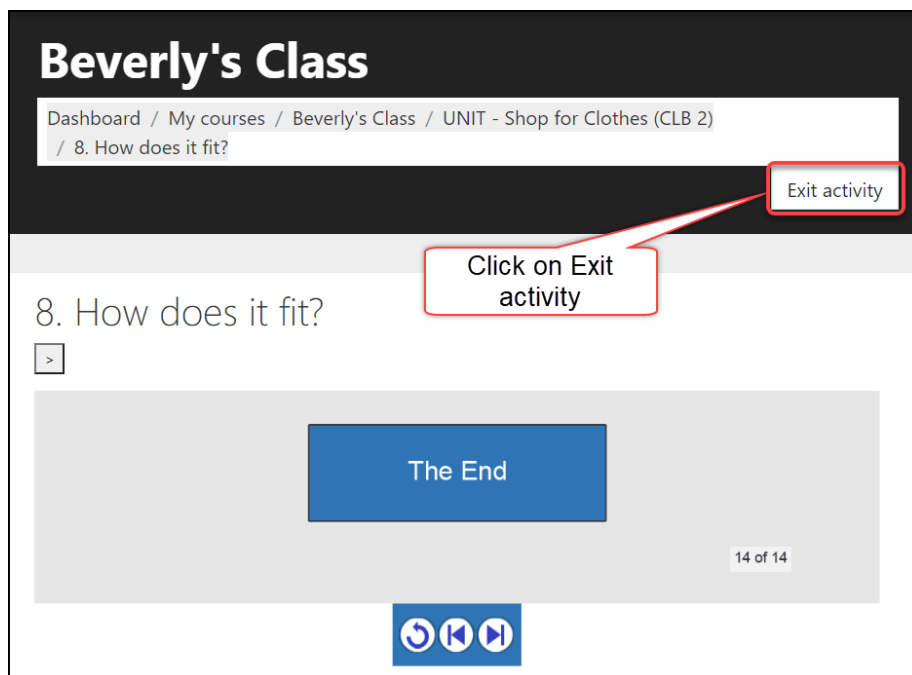 Beverly's Class
Dashboard / My courses / Beverly's Class / UNIT - Shop for Clothes (CLB 2)
/ 8. How does it fit?
Exit activity
Click on Exit
activity
8. How does it fit?
>
The End
14 of 14